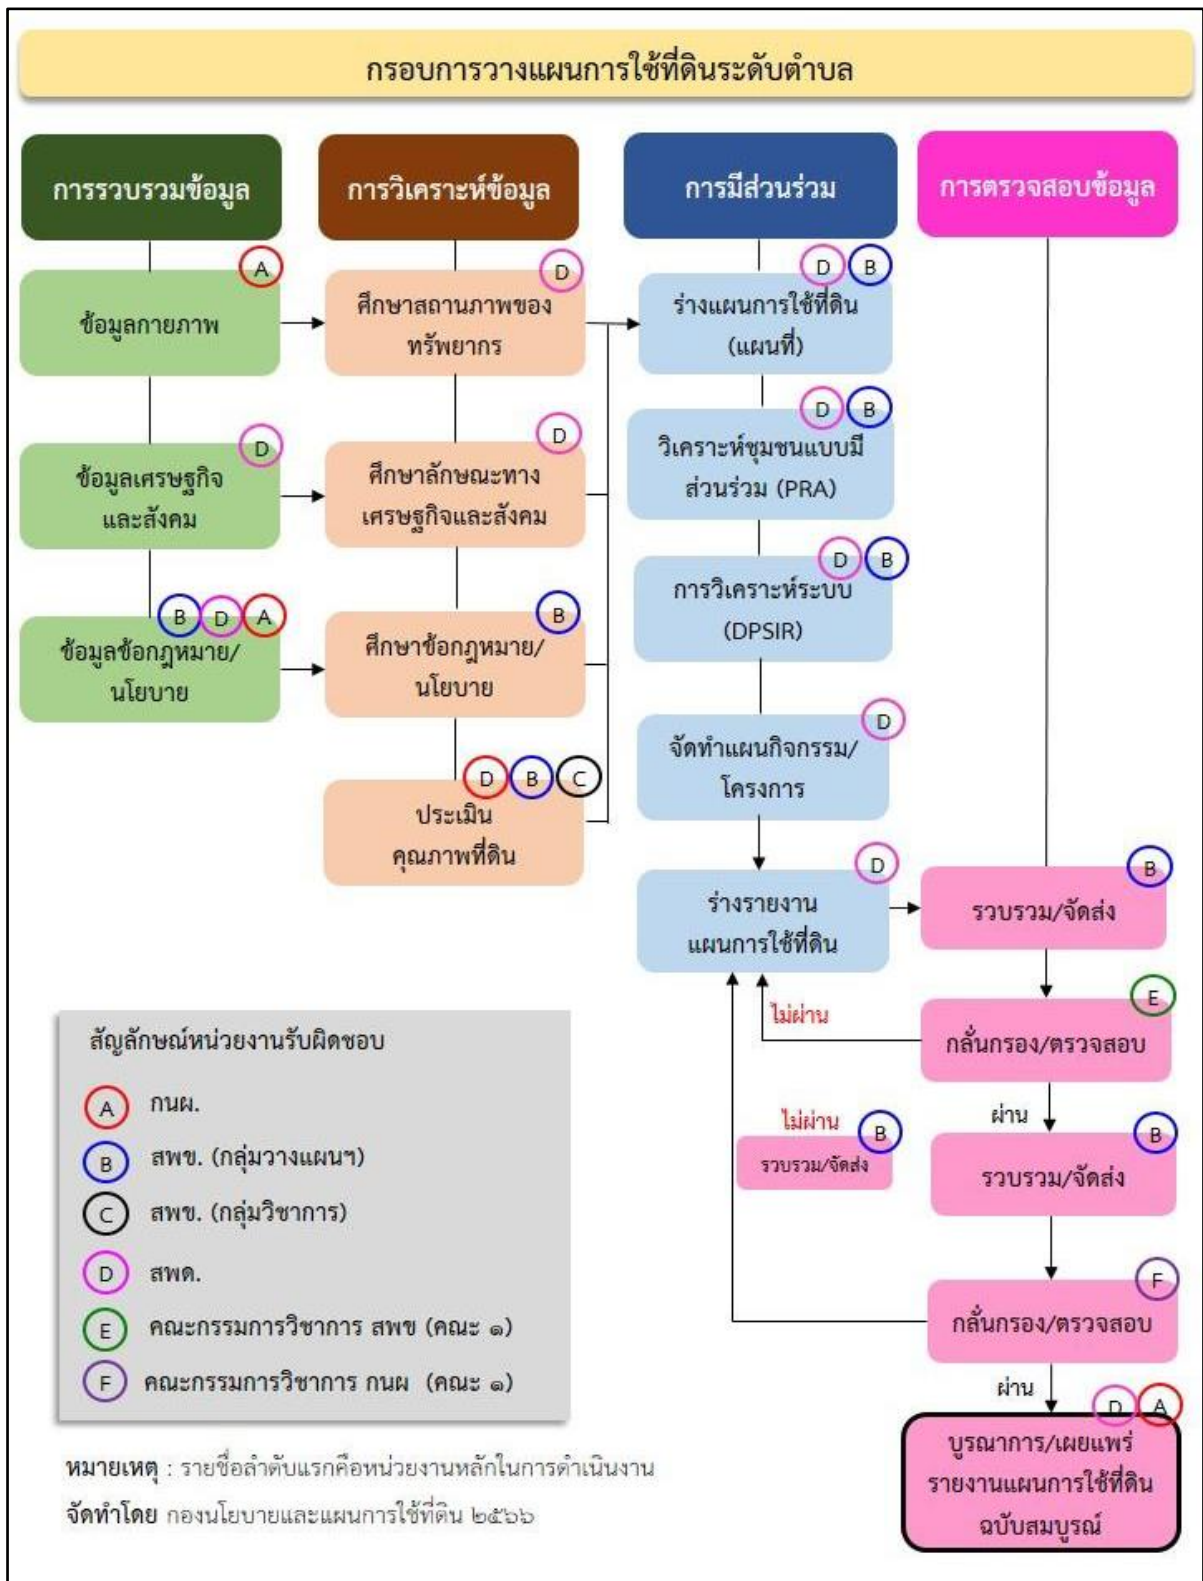 กรอบการวางแผนการใช้ที่ดินระดับตำบล
การรวบรวมข้อมูล
A
ข้อมูลกายภาพ
D
ข้อมูลเศรษฐกิจ
และสังคม
B D A
ข้อมูลข้อกฎหมาย/
นโยบาย
การวิเคราะห์ข้อมูล
D
ศึกษาสถานภาพของ
ทรัพยากร
D
ศึกษาลักษณะทาง
เศรษฐกิจและสังคม
B
ศึกษาข้อกฎหมาย/
นโยบาย
D B C
ประเมิน
คุณภาพที่ดิน
การมีส่วนร่วม
D B
ร่างแผนการใช้ที่ดิน
(แผนที่)
D B
วิเคราะห์ชุมชนแบบมี
ส่วนร่วม (PRA)
D B
การวิเคราะห์ระบบ
(DPSIR)
D
จัดทำแผนกิจกรรม/
โครงการ
D
ร่างรายงาน
แผนการใช้ที่ดิน
การตรวจสอบข้อมูล
B
รวบรวม/จัดส่ง
E
กลั่นกรอง/ตรวจสอบ
ไม่ผ่าน
ผ่าน
B
รวบรวม/จัดส่ง
F
กลั่นกรอง/ตรวจสอบ
ไม่ผ่าน
B
รวบรวม/จัดส่ง
ผ่าน
D A
บูรณาการ/เผยแพร่
รายงานแผนการใช้ที่ดิน
ฉบับสมบูรณ์
สัญลักษณ์หน่วยงานรับผิดชอบ
A กนผ.
B สพข. (กลุ่มวางแผนฯ)
C สพข. (กลุ่มวิชาการ)
D สพด.
E คณะกรรมการวิชาการ สพข (คณะ ๑)
F คณะกรรมการวิชาการ กนผ (คณะ ๑)
หมายเหตุ : รายชื่อลำดับแรกคือหน่วยงานหลักในการดำเนินงาน
จัดทำโดย กองนโยบายและแผนการใช้ที่ดิน ๒๕๖๖